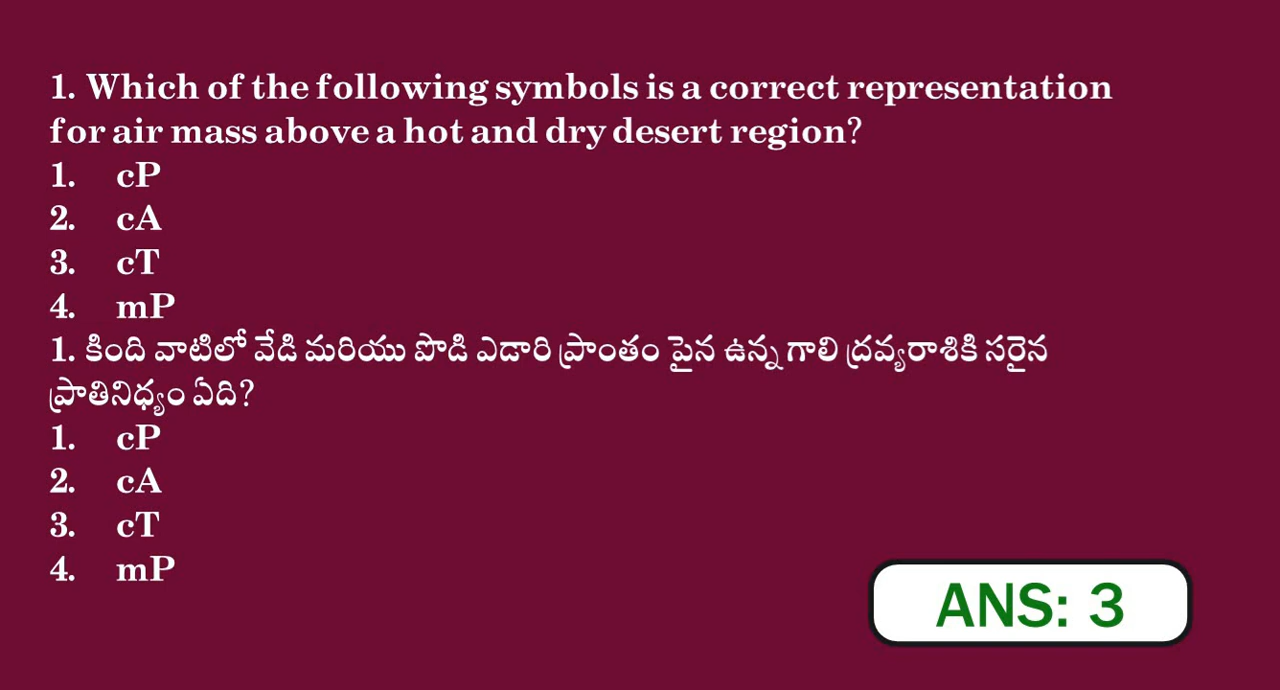 1. Which of the following symbols is a correct representation
for air mass above a hot and dry desert region?
1. cP
2. cA
3. cT
4. mP
1. కింది వాటిలో వేడి మరియు పొడి ఎడారి ప్రాంతం పైన ఉన్న గాలి ద్రవ్యరాశికి సరైన
ప్రాతినిధ్యం ఏది?
1. cP
2. cA
3. cT
4. mP
ANS: 3